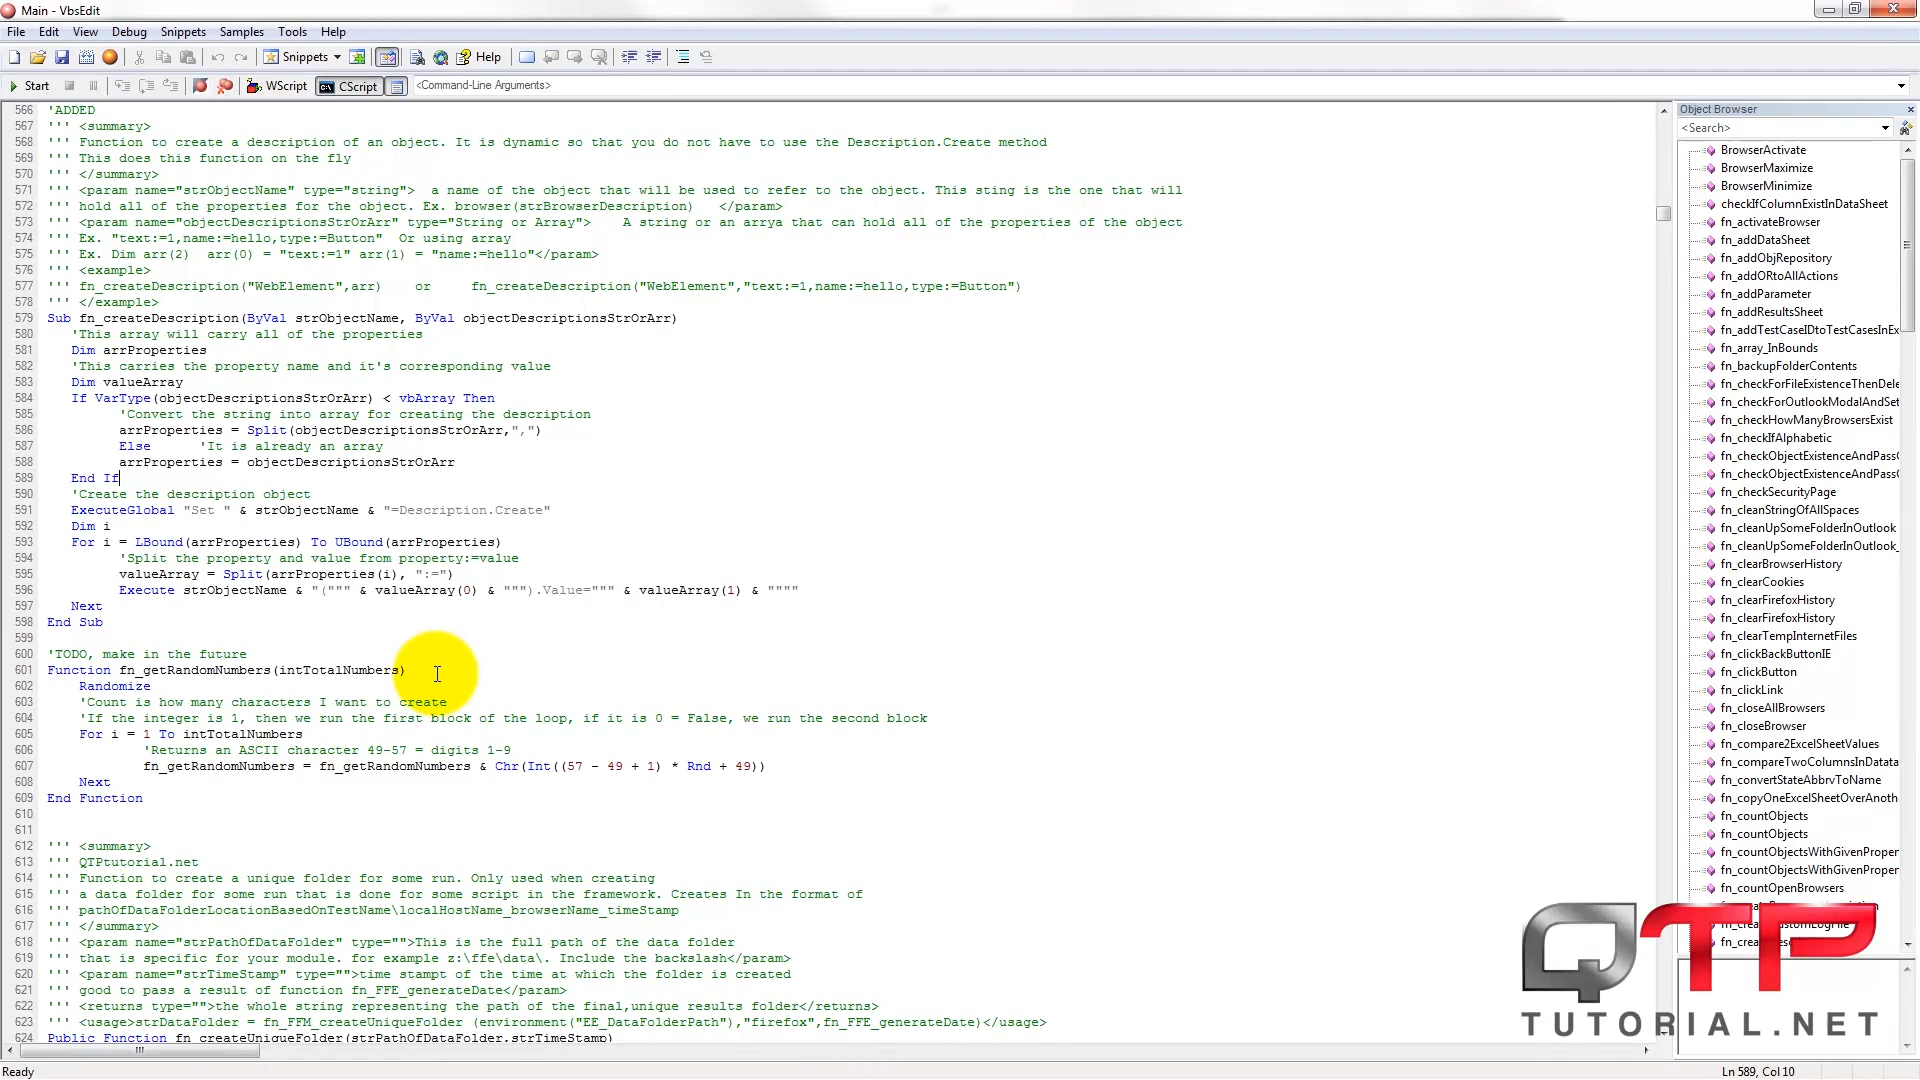 Main - VbsEdit
File Edit View Debug Snippets Samples Tools Help
Snippets Help
Start WScript CScript <Command-Line Arguments>
566 'ADDED
567 ''' <summary>
568 ''' Function to create a description of an object. It is dynamic so that you do not have to use the Description.Create method
569 ''' This does this function on the fly
570 ''' </summary>
571 ''' <param name="strObjectName" type="string"> a name of the object that will be used to refer to the object. This sting is the one that will
572 ''' hold all of the properties for the object. Ex. browser(strBrowserDescription) </param>
573 ''' <param name="objectDescriptionsStrOrArr" type="String or Array"> A string or an arrya that can hold all of the properties of the object
574 ''' Ex. "text:=1,name:=hello,type:=Button" Or using array
575 ''' Ex. Dim arr(2) arr(0) = "text:=1" arr(1) = "name:=hello"</param>
576 ''' <example>
577 ''' fn_createDescription("WebElement",arr) or fn_createDescription("WebElement","text:=1,name:=hello,type:=Button")
578 ''' </example>
579 Sub fn_createDescription(ByVal strObjectName, ByVal objectDescriptionsStrOrArr)
580 'This array will carry all of the properties
581 Dim arrProperties
582 'This carries the property name and it's corresponding value
583 Dim valueArray
584 If VarType(objectDescriptionsStrOrArr) < vbArray Then
585 'Convert the string into array for creating the description
586 arrProperties = Split(objectDescriptionsStrOrArr,",")
587 Else 'It is already an array
588 arrProperties = objectDescriptionsStrOrArr
589 End If
590 'Create the description object
591 ExecuteGlobal "Set " & strObjectName & "=Description.Create"
592 Dim i
593 For i = LBound(arrProperties) To UBound(arrProperties)
594 'Split the property and value from property:=value
595 valueArray = Split(arrProperties(i), ":=")
596 Execute strObjectName & "(""" & valueArray(0) & """).Value=""" & valueArray(1) & """"
597 Next
598 End Sub
599
600 'TODO, make in the future
601 Function fn_getRandomNumbers(intTotalNumbers)
602 Randomize
603 'Count is how many characters I want to create
604 'If the integer is 1, then we run the first block of the loop, if it is 0 = False, we run the second block
605 For i = 1 To intTotalNumbers
606 'Returns an ASCII character 49-57 = digits 1-9
607 fn_getRandomNumbers = fn_getRandomNumbers & Chr(Int((57 - 49 + 1) * Rnd + 49))
608 Next
609 End Function
610
611
612 ''' <summary>
613 ''' QTPtutorial.net
614 ''' Function to create a unique folder for some run. Only used when creating
615 ''' a data folder for some run that is done for some script in the framework. Creates In the format of
616 ''' pathOfDataFolderLocationBasedOnTestName\localHostName_browserName_timeStamp
617 ''' </summary>
618 ''' <param name="strPathOfDataFolder" type="">This is the full path of the data folder
619 ''' that is specific for your module. for example z:\ffe\data\. Include the backslash</param>
620 ''' <param name="strTimeStamp" type="">time stampt of the time at which the folder is created
621 ''' good to pass a result of function fn_FFE_generateDate</param>
622 ''' <returns type="">the whole string representing the path of the final,unique results folder</returns>
623 ''' <usage>strDataFolder = fn_FFM_createUniqueFolder (environment("EE_DataFolderPath"),"firefox",fn_FFE_generateDate)</usage>
624 Public Function fn_createUniqueFolder(strPathOfDataFolder,strTimeStamp)
Object Browser
<Search>
BrowserActivate
BrowserMaximize
BrowserMinimize
checkIfColumnExistInDataSheet
fn_activateBrowser
fn_addDataSheet
fn_addObjRepository
fn_addORtoAllActions
fn_addParameter
fn_addResultsSheet
fn_addTestCaseIDtoTestCasesInEx
fn_array_InBounds
fn_backupFolderContents
fn_checkForFileExistenceThenDele
fn_checkForOutlookModalAndSet
fn_checkHowManyBrowsersExist
fn_checkIfAlphabetic
fn_checkObjectExistenceAndPassO
fn_checkObjectExistenceAndPassO
fn_checkSecurityPage
fn_cleanStringOfAllSpaces
fn_cleanUpSomeFolderInOutlook
fn_cleanUpSomeFolderInOutlook_
fn_clearBrowserHistory
fn_clearCookies
fn_clearFirefoxHistory
fn_clearFirefoxHistory
fn_clearTempInternetFiles
fn_clickBackButtonIE
fn_clickButton
fn_clickLink
fn_closeAllBrowsers
fn_closeBrowser
fn_compare2ExcelSheetValues
fn_compareTwoColumnsInDatata
fn_convertStateAbbrvToName
fn_copyOneExcelSheetOverAnoth
fn_countObjects
fn_countObjects
fn_countObjectsWithGivenProper
fn_countObjectsWithGivenProper
fn_countOpenBrowsers
QTP
TUTORIAL.NET
Ready
Ln 589, Col 10